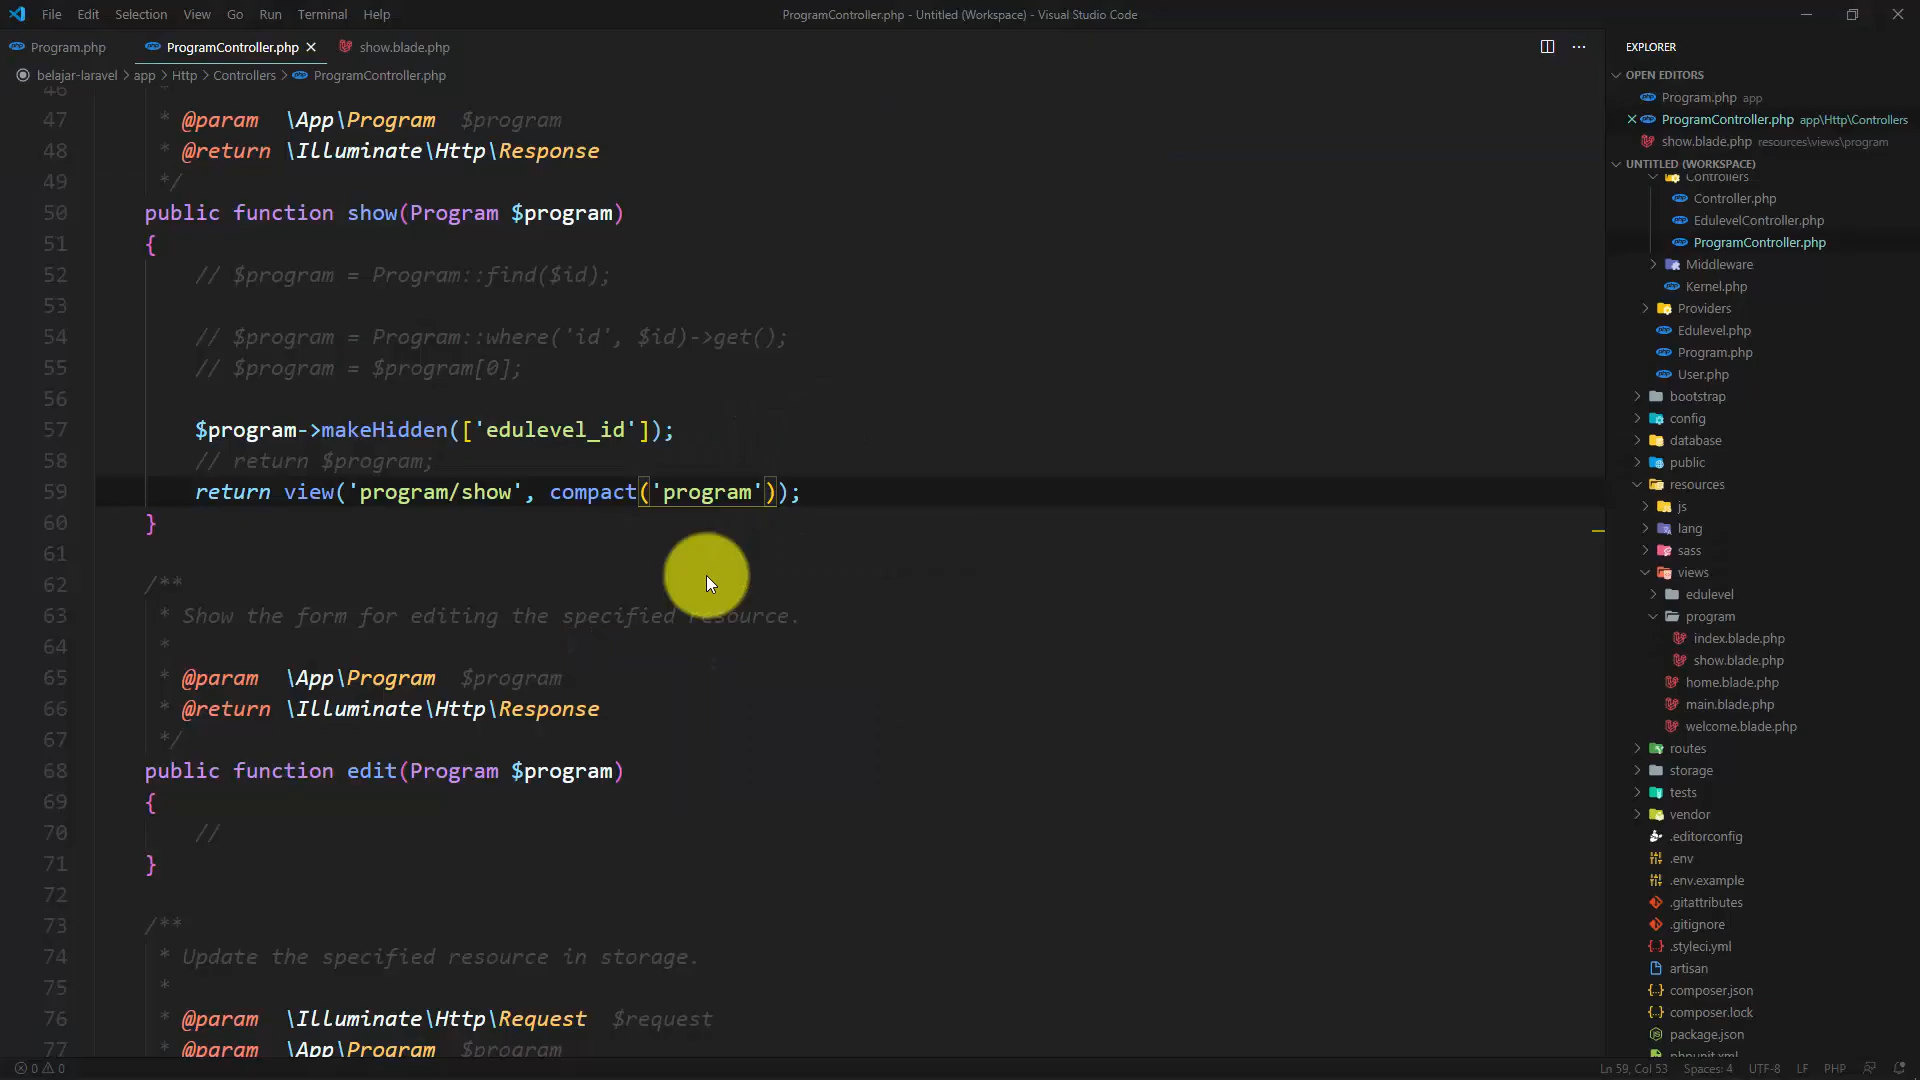 File Edit Selection View Go Run Terminal Help
ProgramController.php - Untitled (Workspace) - Visual Studio Code
Program.php
ProgramController.php
show.blade.php
belajar-laravel > app > Http > Controllers > ProgramController.php
46 *
47 * @param \App\Program $program
48 * @return \Illuminate\Http\Response
49 */
50 public function show(Program $program)
51 {
52 // $program = Program::find($id);
53
54 // $program = Program::where('id', $id)->get();
55 // $program = $program[0];
56
57 $program->makeHidden(['edulevel_id']);
58 // return $program;
59 return view('program/show', compact('program'));
60 }
61
62 /**
63 * Show the form for editing the specified resource.
64 *
65 * @param \App\Program $program
66 * @return \Illuminate\Http\Response
67 */
68 public function edit(Program $program)
69 {
70 //
71 }
72
73 /**
74 * Update the specified resource in storage.
75 *
76 * @param \Illuminate\Http\Request $request
77 * @param \App\Program $program
EXPLORER
OPEN EDITORS
Program.php app
ProgramController.php app\Http\Controllers
show.blade.php resources\views\program
UNTITLED (WORKSPACE)
Controllers
Controller.php
EdulevelController.php
ProgramController.php
Middleware
Kernel.php
Providers
Edulevel.php
Program.php
User.php
bootstrap
config
database
public
resources
js
lang
sass
views
edulevel
program
index.blade.php
show.blade.php
home.blade.php
main.blade.php
welcome.blade.php
routes
storage
tests
vendor
.editorconfig
.env
.env.example
.gitattributes
.gitignore
.styleci.yml
artisan
composer.json
composer.lock
package.json
phpunit.xml
0 0
Ln 59, Col 53 Spaces: 4 UTF-8 LF PHP